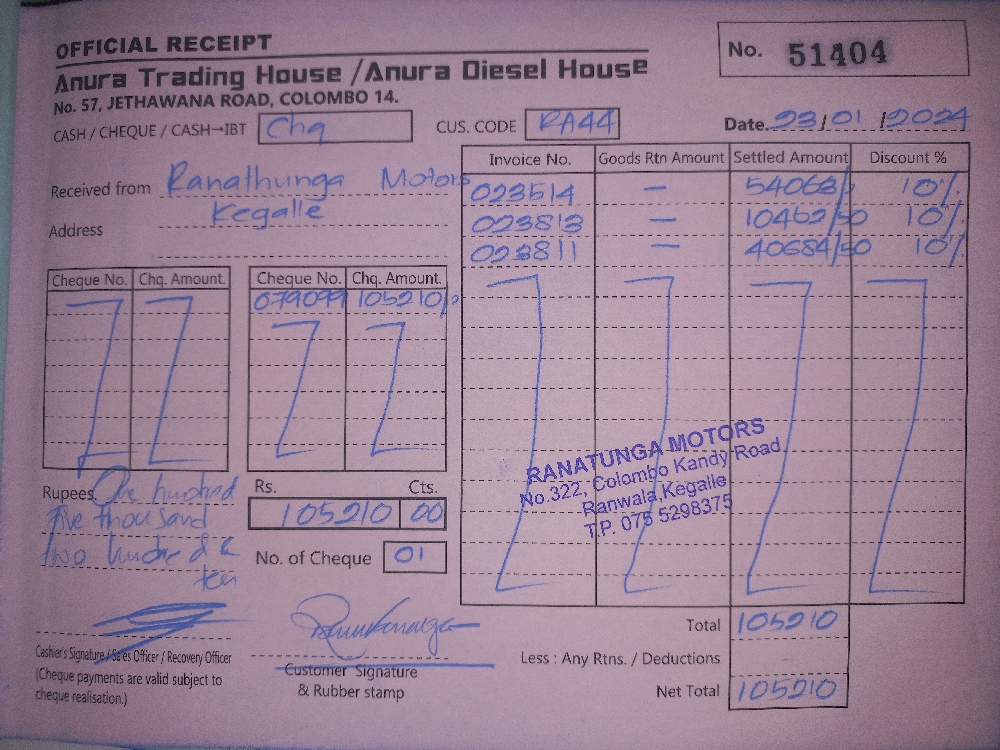 OFFICIAL RECEIPT
No. 51404
Anura Trading House / Anura Diesel House
No. 57, JETHAWANA ROAD, COLOMBO 14.
CASH / CHEQUE / CASH→IBT Chq
CUS. CODE RA44
Date. 23/01/2024
Received from Ranathunga Motors
Address Kegalle
Invoice No. Goods Rtn Amount Settled Amount Discount %
023514 — 54063/- 10%
023813 — 10462/50 10%
023811 — 40684/50 10%
Cheque No. Chq. Amount. Cheque No. Chq. Amount.
079099 105210/-
RANATUNGA MOTORS
No.322, Colombo Kandy Road
Ranwala,Kegalle
T.P. 075 5298375
Rupees. One hundred
five thousand
two hundred &
ten
Rs. Cts.
105210 00
No. of Cheque 01
Cashier's Signature / Sales Officer / Recovery Officer
(Cheque payments are valid subject to
cheque realisation.)
Customer Signature
& Rubber stamp
Total 105210
Less : Any Rtns. / Deductions
Net Total 105210